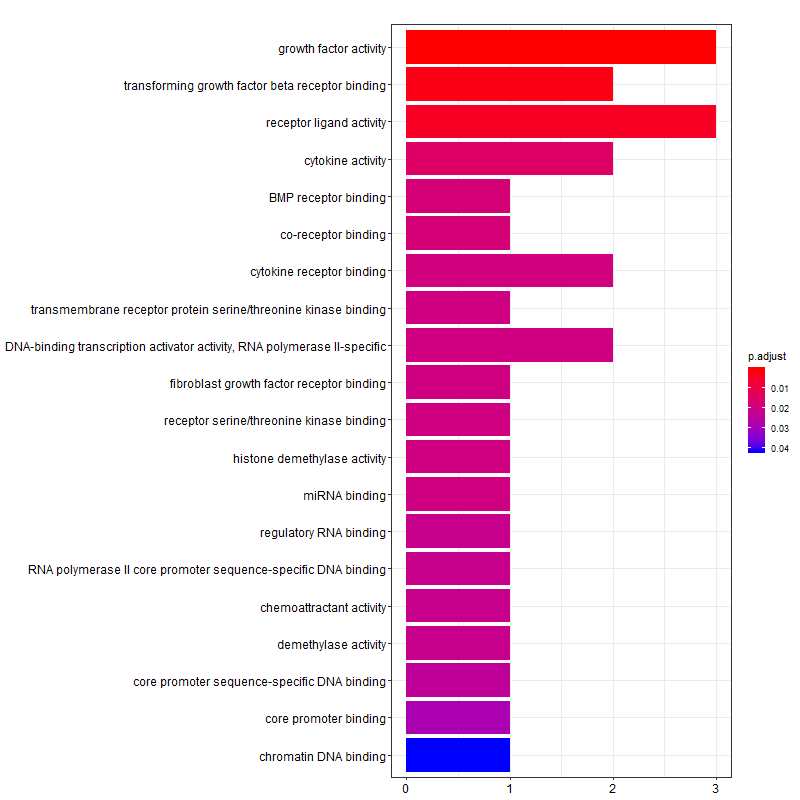 growth factor activity
transforming growth factor beta receptor binding
receptor ligand activity
cytokine activity
BMP receptor binding
co-receptor binding
cytokine receptor binding
transmembrane receptor protein serine/threonine kinase binding
DNA-binding transcription activator activity, RNA polymerase II-specific
fibroblast growth factor receptor binding
receptor serine/threonine kinase binding
histone demethylase activity
miRNA binding
regulatory RNA binding
RNA polymerase II core promoter sequence-specific DNA binding
chemoattractant activity
demethylase activity
core promoter sequence-specific DNA binding
core promoter binding
chromatin DNA binding
0 1 2 3
p.adjust
0.01
0.02
0.03
0.04